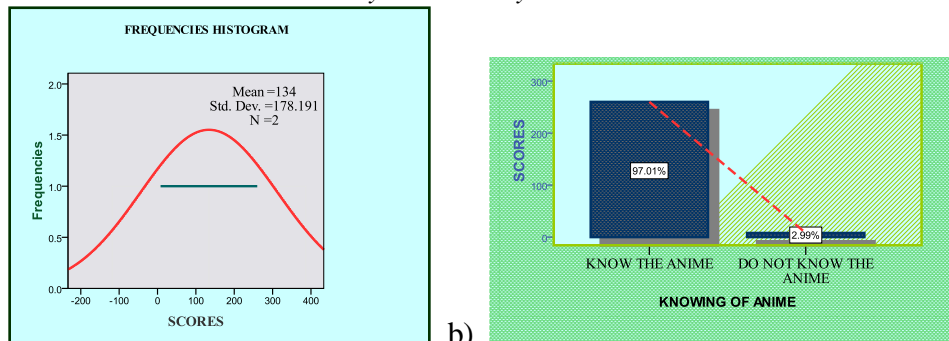 FREQUENCIES HISTOGRAM
Mean =134
Std. Dev. =178.191
N =2
Frequencies
2.0
1.5
1.0
0.5
0.0
-200 -100 0 100 200 300 400
SCORES
b)
SCORES
300
200
100
0
97.01%
2.99%
KNOW THE ANIME DO NOT KNOW THE
ANIME
KNOWING OF ANIME